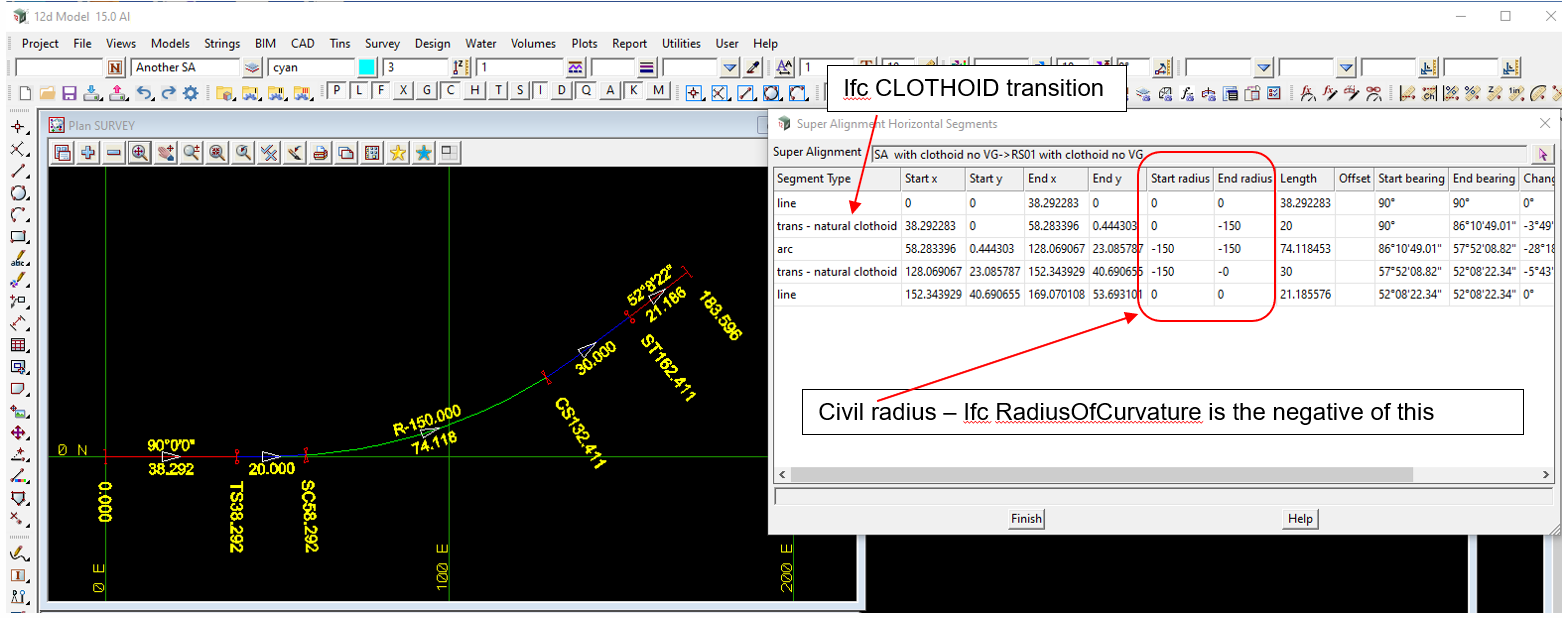 12d Model 15.0 AI
Project File Views Models Strings BIM CAD Tins Survey Design Water Volumes Plots Report Utilities User Help
N Another SA cyan 3 1 1
P L F X G C H T S I D Q A K M
Ifc CLOTHOID transition
Plan SURVEY
Super Alignment Horizontal Segments
Super Alignment SA with clothoid no VG->RS01 with clothoid no VG
Segment Type Start x Start y End x End y Start radius End radius Length Offset Start bearing End bearing Chang
line 0 0 38.292283 0 0 0 38.292283 90° 90° 0°
trans - natural clothoid 38.292283 0 58.283396 0.444303 0 -150 20 90° 86°10'49.01" -3°49'
arc 58.283396 0.444303 128.069067 23.085787 -150 -150 74.118453 86°10'49.01" 57°52'08.82" -28°18
trans - natural clothoid 128.069067 23.085787 152.343929 40.690655 -150 -0 30 57°52'08.82" 52°08'22.34" -5°43'
line 152.343929 40.690655 169.070108 53.693101 0 0 21.185576 52°08'22.34" 52°08'22.34" 0°
Civil radius – Ifc RadiusOfCurvature is the negative of this
Finish Help
52°8'22"
21.186
183.596
ST162.411
30.000
CS132.411
R-150.000
74.118
0 N
90°0'0"
38.292
20.000
0.000
TS38.292
SC58.292
0 E
100 E
200 E